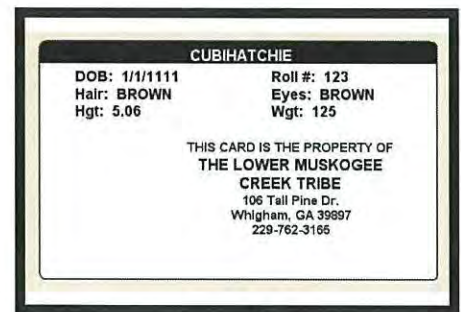 CUBIHATCHIE
DOB: 1/1/1111 Roll #: 123
Hair: BROWN Eyes: BROWN
Hgt: 5.06 Wgt: 125
THIS CARD IS THE PROPERTY OF
THE LOWER MUSKOGEE
CREEK TRIBE
106 Tall Pine Dr.
Whigham, GA 39897
229-762-3165